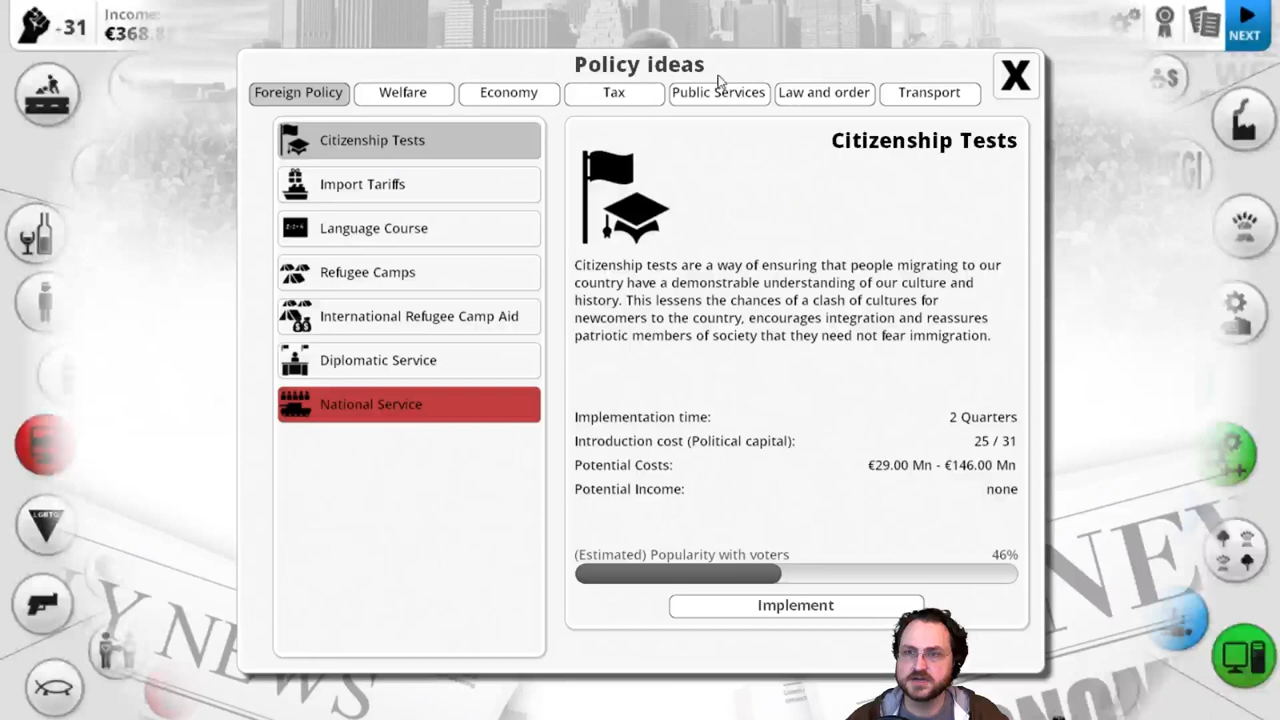 -31
Income:
€368.8
NEXT
Policy ideas
X
Foreign Policy
Welfare
Economy
Tax
Public Services
Law and order
Transport
Citizenship Tests
Import Tariffs
Language Course
Refugee Camps
International Refugee Camp Aid
Diplomatic Service
National Service
Citizenship Tests
Citizenship tests are a way of ensuring that people migrating to our
country have a demonstrable understanding of our culture and
history. This lessens the chances of a clash of cultures for
newcomers to the country, encourages integration and reassures
patriotic members of society that they need not fear immigration.
Implementation time: 2 Quarters
Introduction cost (Political capital): 25 / 31
Potential Costs: €29.00 Mn - €146.00 Mn
Potential Income: none
(Estimated) Popularity with voters 46%
Implement
LGBTQ
Y NEWS
NEW